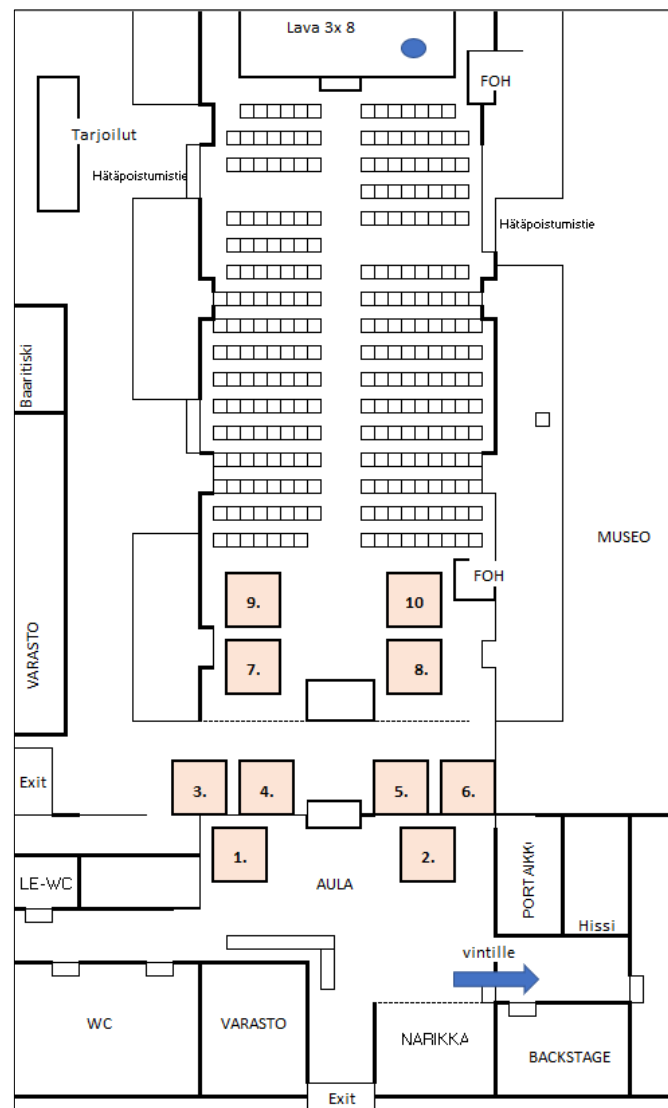 Lava 3x 8
FOH
Tarjoilut
Hätäpoistumistie
Hätäpoistumistie
Baaritiski
VARASTO
MUSEO
FOH
9.
10
7.
8.
Exit
3.
4.
5.
6.
1.
2.
AULA
LE-WC
PORTAIKKO
Hissi
vintille
WC
VARASTO
NARIKKA
BACKSTAGE
Exit